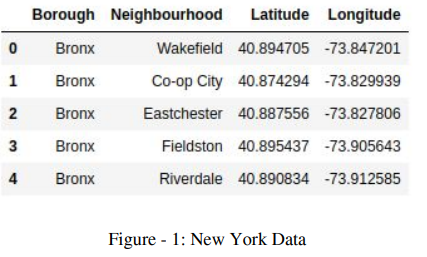 Borough Neighbourhood Latitude Longitude
0 Bronx Wakefield 40.894705 -73.847201
1 Bronx Co-op City 40.874294 -73.829939
2 Bronx Eastchester 40.887556 -73.827806
3 Bronx Fieldston 40.895437 -73.905643
4 Bronx Riverdale 40.890834 -73.912585
Figure - 1: New York Data